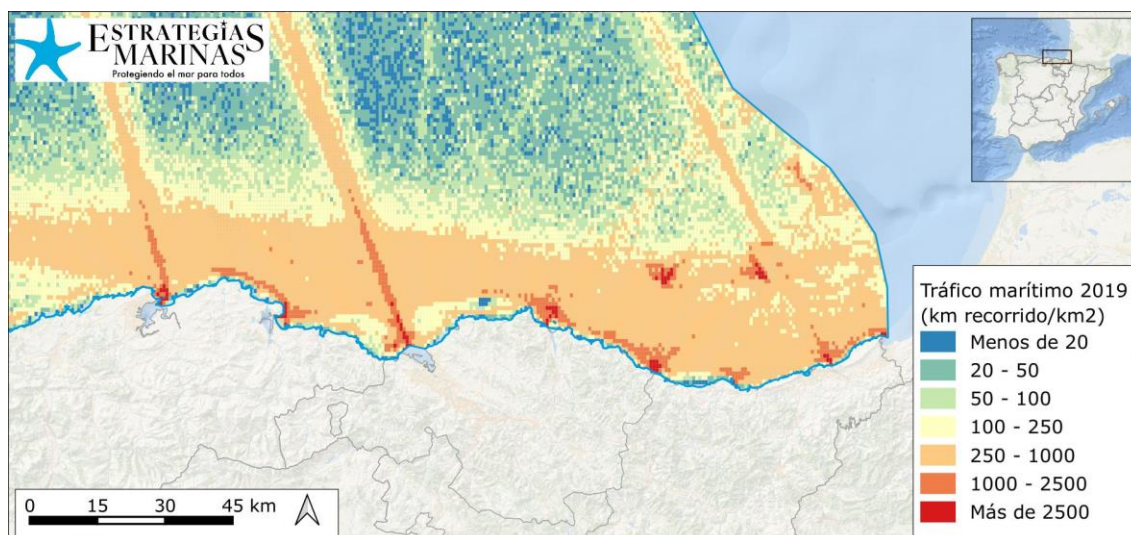 ESTRATEGIAS
MARINAS
Protegiendo el mar para todos
Tráfico marítimo 2019
(km recorrido/km2)
Menos de 20
20 - 50
50 - 100
100 - 250
250 - 1000
1000 - 2500
Más de 2500
0 15 30 45 km